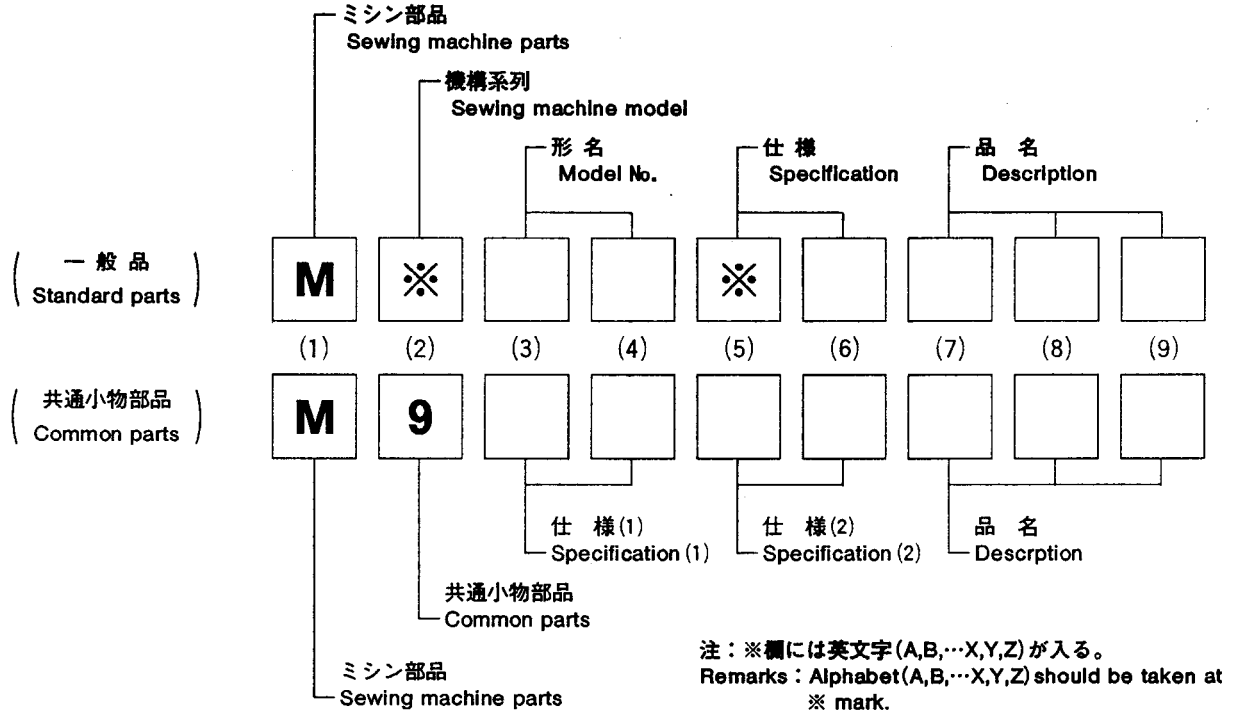 ミシン部品
Sewing machine parts
機構系列
Sewing machine model
形 名
Model No.
仕 様
Specification
品 名
Description
一 般 品
Standard parts
M ※ ※
(1) (2) (3) (4) (5) (6) (7) (8) (9)
共通小物部品
Common parts
M 9
仕 様(1)
Specification(1)
仕 様(2)
Specification(2)
品 名
Descrption
共通小物部品
Common parts
ミシン部品
Sewing machine parts
注：※欄には英文字(A,B,…X,Y,Z)が入る。
Remarks：Alphabet(A,B,…X,Y,Z)should be taken at
※ mark.